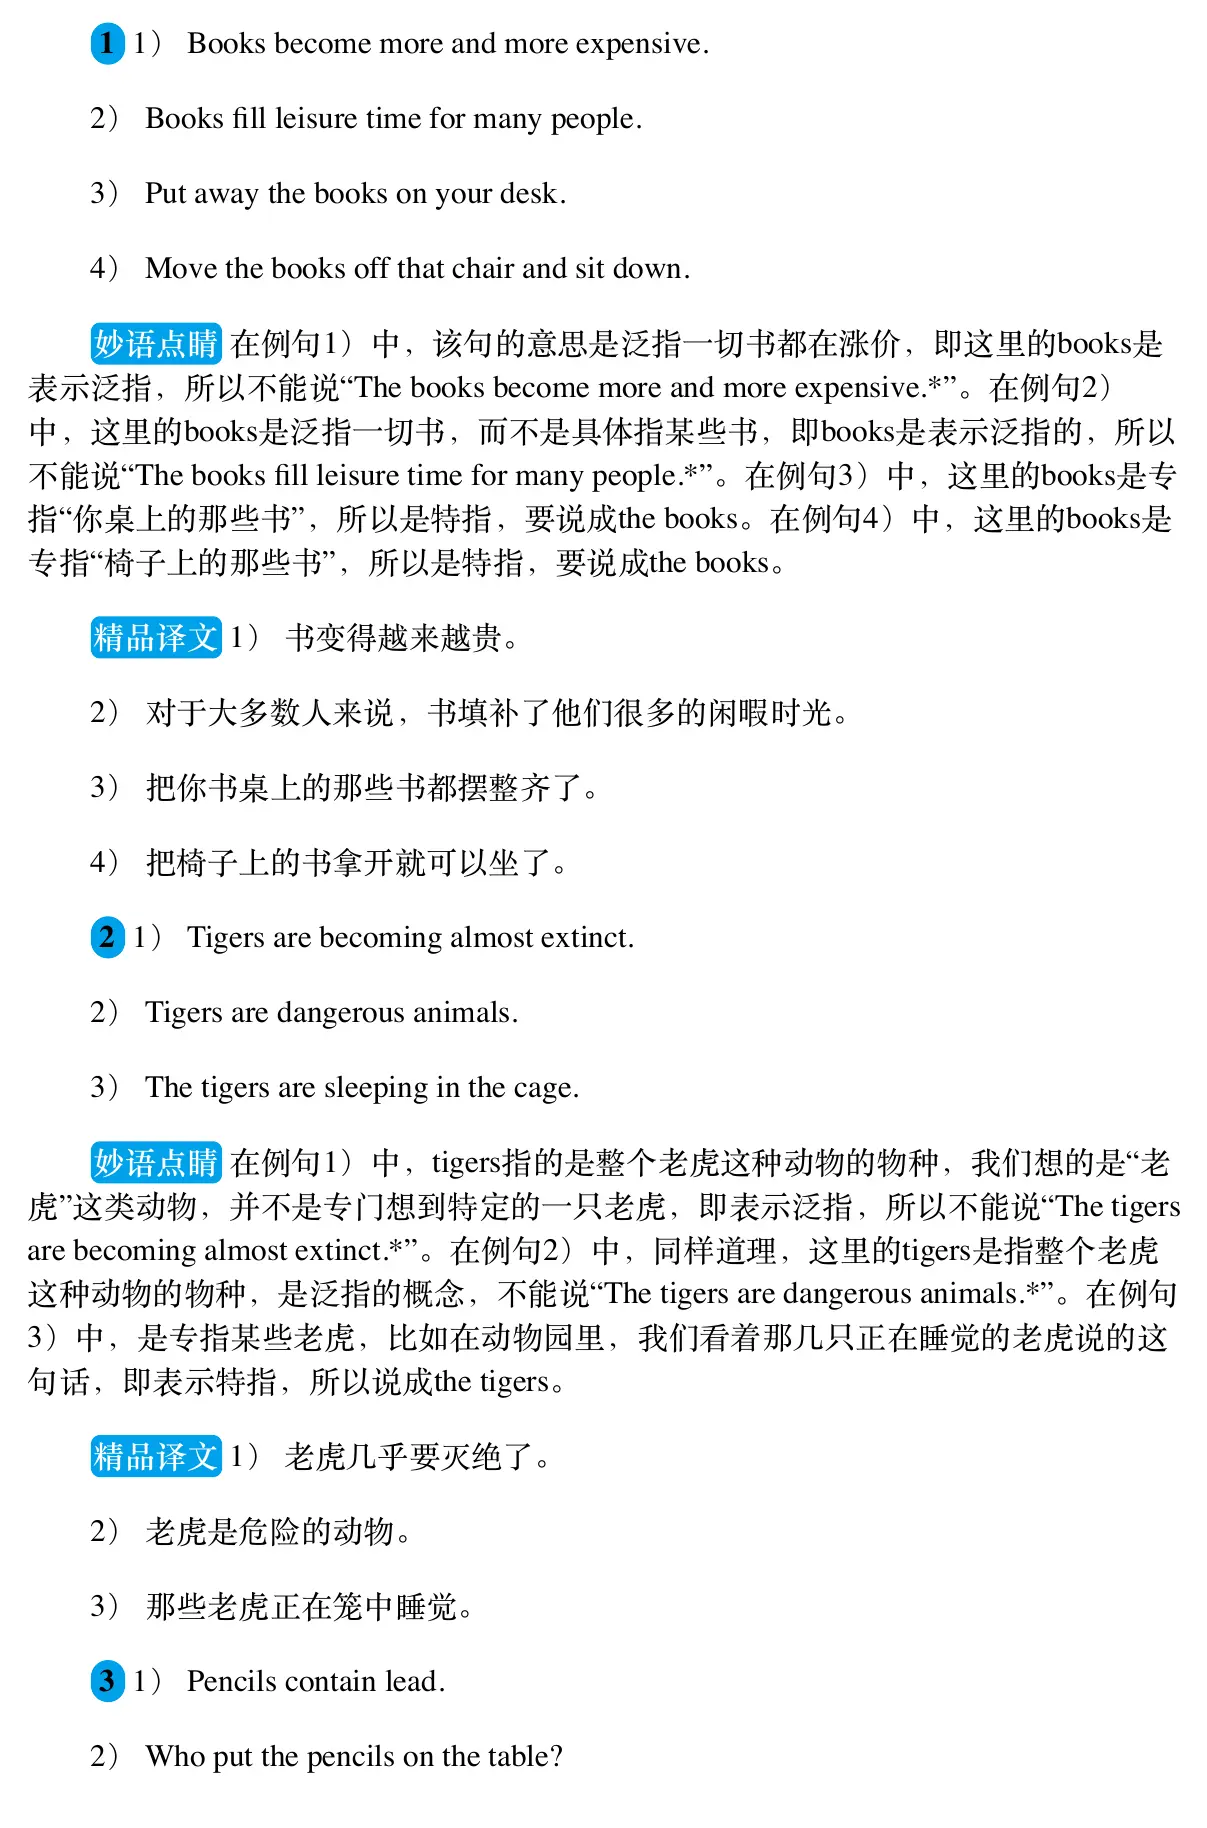 1 1） Books become more and more expensive.
2） Books fill leisure time for many people.
3） Put away the books on your desk.
4） Move the books off that chair and sit down.
妙语点睛 在例句1）中，该句的意思是泛指一切书都在涨价，即这里的books是
表示泛指，所以不能说“The books become more and more expensive.*”。在例句2）
中，这里的books是泛指一切书，而不是具体指某些书，即books是表示泛指的，所以
不能说“The books fill leisure time for many people.*”。在例句3）中，这里的books是专
指“你桌上的那些书”，所以是特指，要说成the books。在例句4）中，这里的books是
专指“椅子上的那些书”，所以是特指，要说成the books。
精品译文 1） 书变得越来越贵。
2） 对于大多数人来说，书填补了他们很多的闲暇时光。
3） 把你书桌上的那些书都摆整齐了。
4） 把椅子上的书拿开就可以坐了。
2 1） Tigers are becoming almost extinct.
2） Tigers are dangerous animals.
3） The tigers are sleeping in the cage.
妙语点睛 在例句1）中，tigers指的是整个老虎这种动物的物种，我们想的是“老
虎”这类动物，并不是专门想到特定的一只老虎，即表示泛指，所以不能说“The tigers
are becoming almost extinct.*”。在例句2）中，同样道理，这里的tigers是指整个老虎
这种动物的物种，是泛指的概念，不能说“The tigers are dangerous animals.*”。在例句
3）中，是专指某些老虎，比如在动物园里，我们看着那几只正在睡觉的老虎说的这
句话，即表示特指，所以说成the tigers。
精品译文 1） 老虎几乎要灭绝了。
2） 老虎是危险的动物。
3） 那些老虎正在笼中睡觉。
3 1） Pencils contain lead.
2） Who put the pencils on the table?